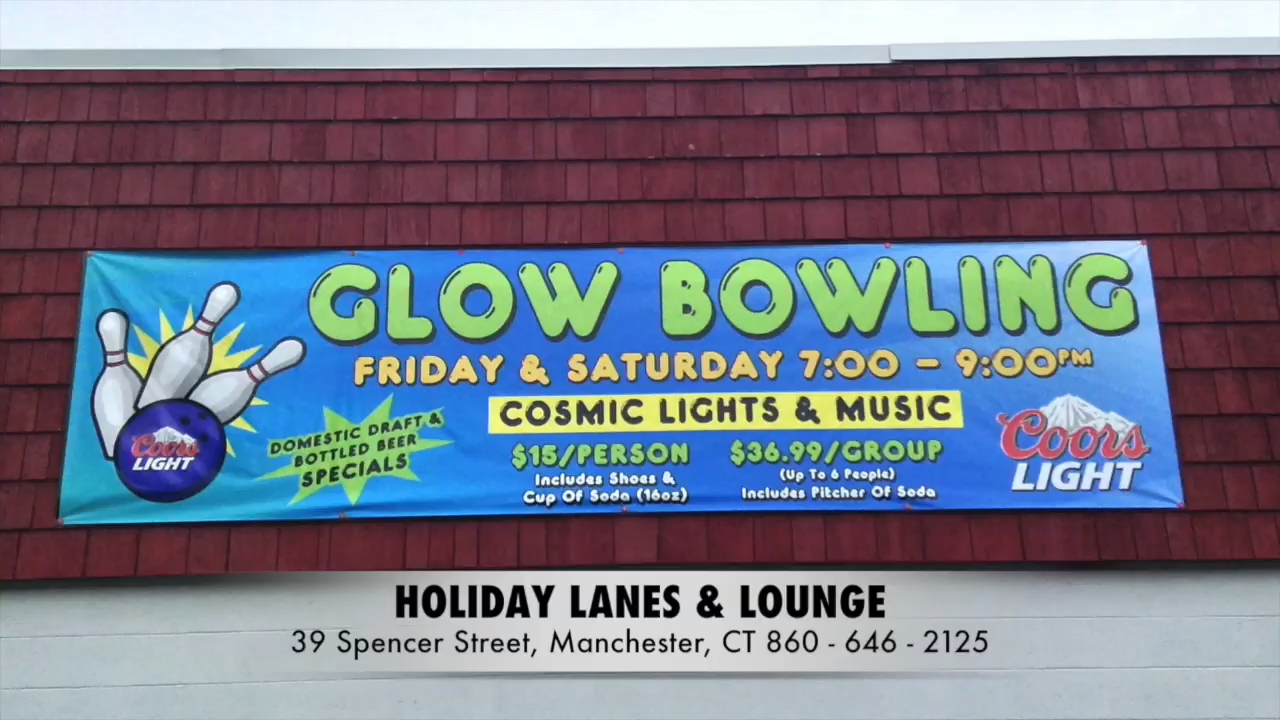 GLOW BOWLING
FRIDAY & SATURDAY 7:00 - 9:00PM
COSMIC LIGHTS & MUSIC
DOMESTIC DRAFT &
BOTTLED BEER
SPECIALS
Coors
LIGHT
$15/PERSON
Includes Shoes &
Cup Of Soda (16oz)
$36.99/GROUP
(Up To 6 People)
Includes Pitcher Of Soda
Coors
LIGHT
HOLIDAY LANES & LOUNGE
39 Spencer Street, Manchester, CT 860 - 646 - 2125